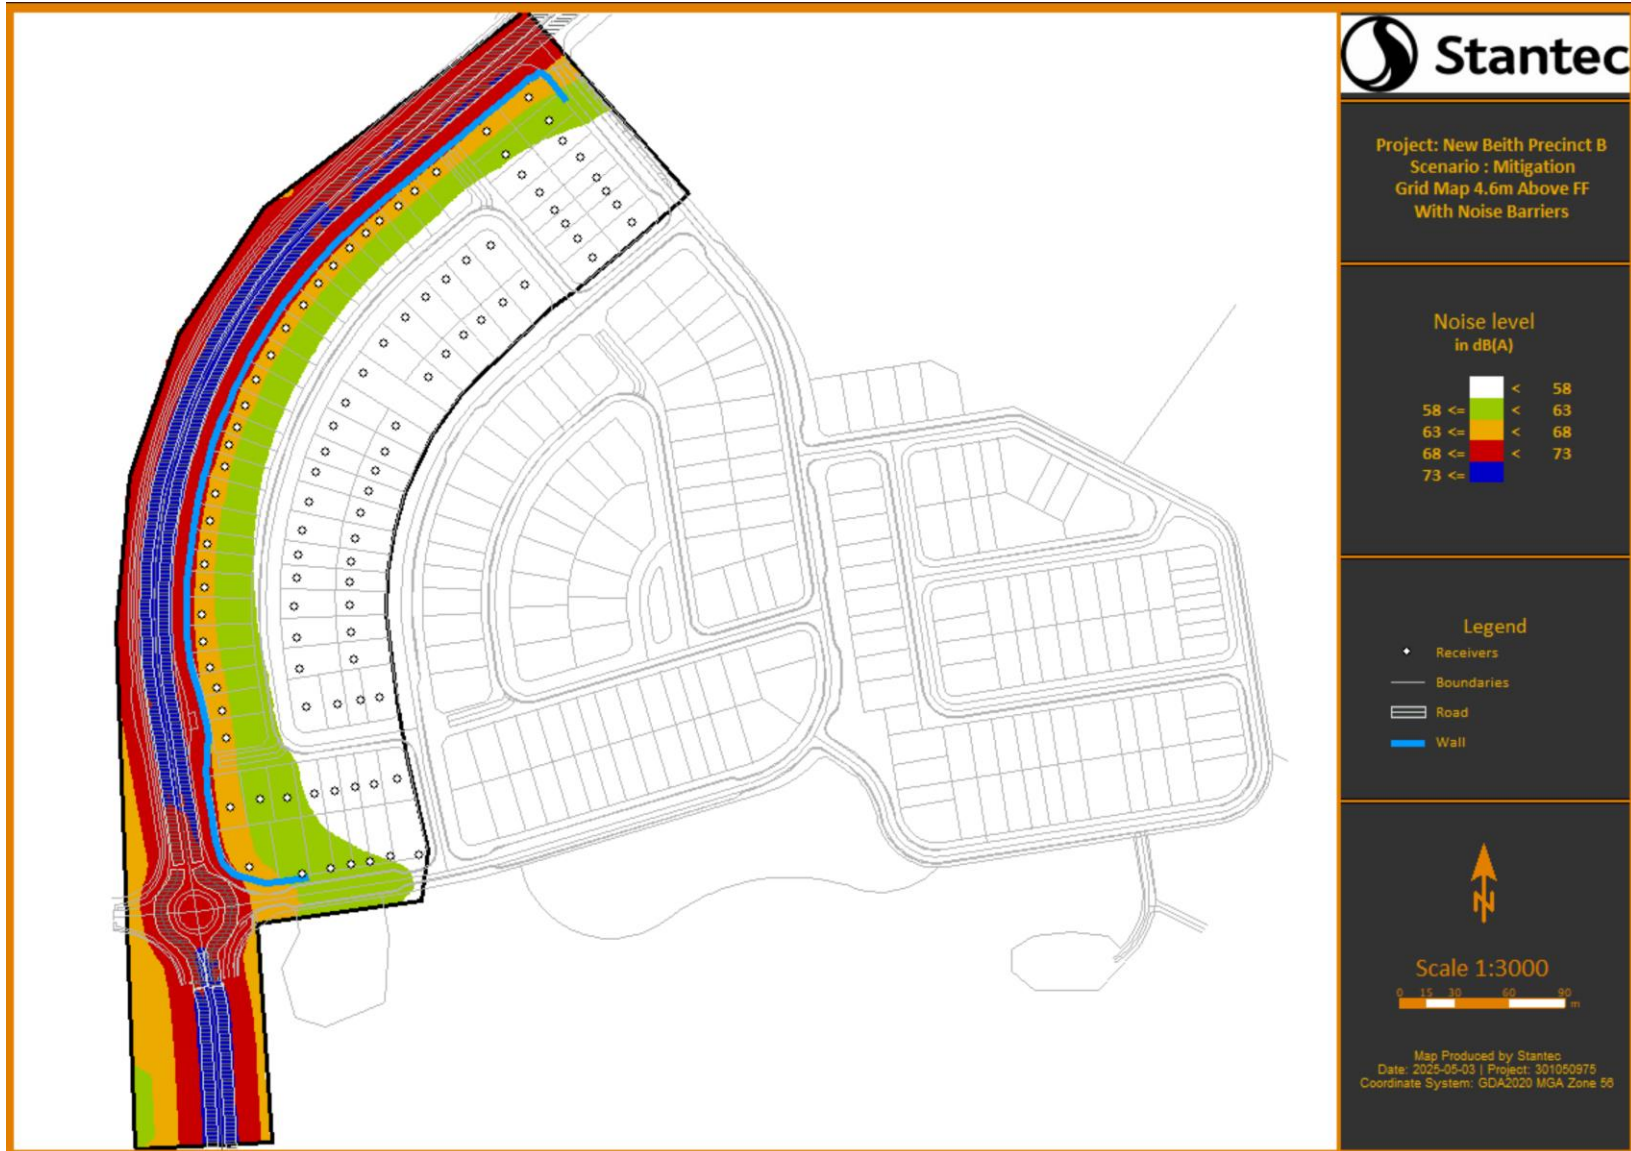 Stantec
Project: New Beith Precinct B
Scenario : Mitigation
Grid Map 4.6m Above FF
With Noise Barriers
Noise level
in dB(A)
< 58
58 <= < 63
63 <= < 68
68 <= < 73
73 <=
Legend
Receivers
Boundaries
Road
Wall
N
Scale 1:3000
0 15 30 60 90
m
Map Produced by Stantec
Date: 2025-05-03 | Project: 301050975
Coordinate System: GDA2020 MGA Zone 56